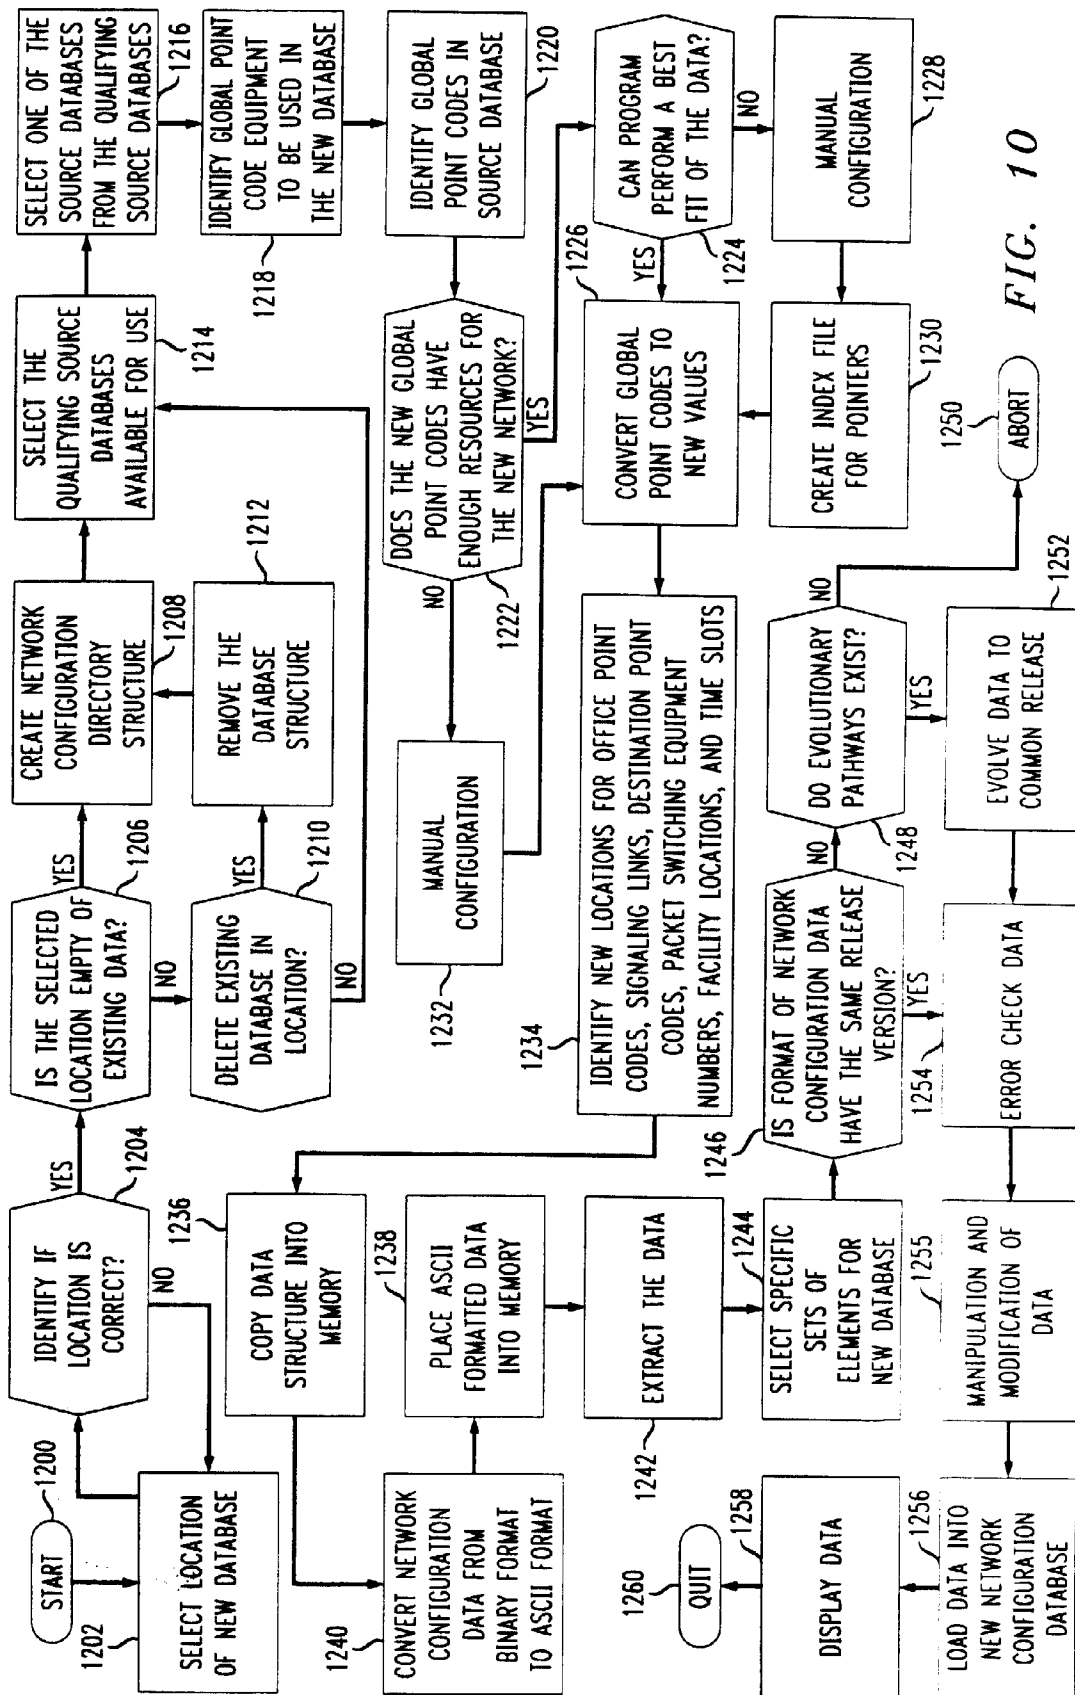 START
1200
SELECT LOCATION
OF NEW DATABASE
1202
IDENTIFY IF
LOCATION IS
CORRECT?
1204
YES
NO
IS THE SELECTED
LOCATION EMPTY OF
EXISTING DATA?
1206
YES
NO
CREATE NETWORK
CONFIGURATION
DIRECTORY
STRUCTURE
1208
DELETE EXISTING
DATABASE IN
LOCATION?
1210
YES
NO
REMOVE THE
DATABASE
STRUCTURE
1212
SELECT THE
QUALIFYING SOURCE
DATABASES
AVAILABLE FOR USE
1214
SELECT ONE OF THE
SOURCE DATABASES
FROM THE QUALIFYING
SOURCE DATABASES
1216
IDENTIFY GLOBAL POINT
CODE EQUIPMENT
TO BE USED IN
THE NEW DATABASE
1218
IDENTIFY GLOBAL
POINT CODES IN
SOURCE DATABASE
1220
DOES THE NEW GLOBAL
POINT CODES HAVE
ENOUGH RESOURCES FOR
THE NEW NETWORK?
1222
NO
YES
MANUAL
CONFIGURATION
1232
CAN PROGRAM
PERFORM A BEST
FIT OF THE DATA?
1224
YES
NO
CONVERT GLOBAL
POINT CODES TO
NEW VALUES
1226
MANUAL
CONFIGURATION
1228
CREATE INDEX FILE
FOR POINTERS
1230
IDENTIFY NEW LOCATIONS FOR OFFICE POINT
CODES, SIGNALING LINKS, DESTINATION POINT
CODES, PACKET SWITCHING EQUIPMENT
NUMBERS, FACILITY LOCATIONS, AND TIME SLOTS
1234
COPY DATA
STRUCTURE INTO
MEMORY
1236
CONVERT NETWORK
CONFIGURATION
DATA FROM
BINARY FORMAT
TO ASCII FORMAT
1240
PLACE ASCII
FORMATTED DATA
INTO MEMORY
1238
EXTRACT THE DATA
1242
SELECT SPECIFIC
SETS OF
ELEMENTS FOR
NEW DATABASE
1244
IS FORMAT OF NETWORK
CONFIGURATION DATA
HAVE THE SAME RELEASE
VERSION?
1246
NO
YES
DO EVOLUTIONARY
PATHWAYS EXIST?
1248
NO
YES
ABORT
1250
EVOLVE DATA TO
COMMON RELEASE
1252
ERROR CHECK DATA
1254
MANIPULATION AND
MODIFICATION OF
DATA
1255
LOAD DATA INTO
NEW NETWORK
CONFIGURATION
DATABASE
1256
DISPLAY DATA
1258
QUIT
1260
FIG. 10